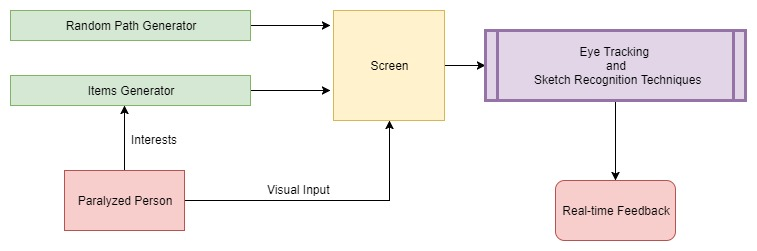 Random Path Generator
Items Generator
Screen
Eye Tracking
and
Sketch Recognition Techniques
Interests
Paralyzed Person
Visual Input
Real-time Feedback